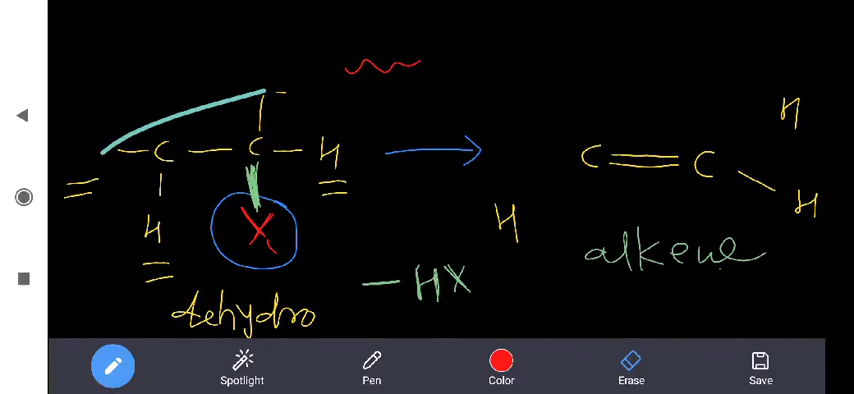 H
— C — C — H
C = C
H
H
H
X
alkene
— HX
dehydro
Spotlight
Pen
Color
Erase
Save